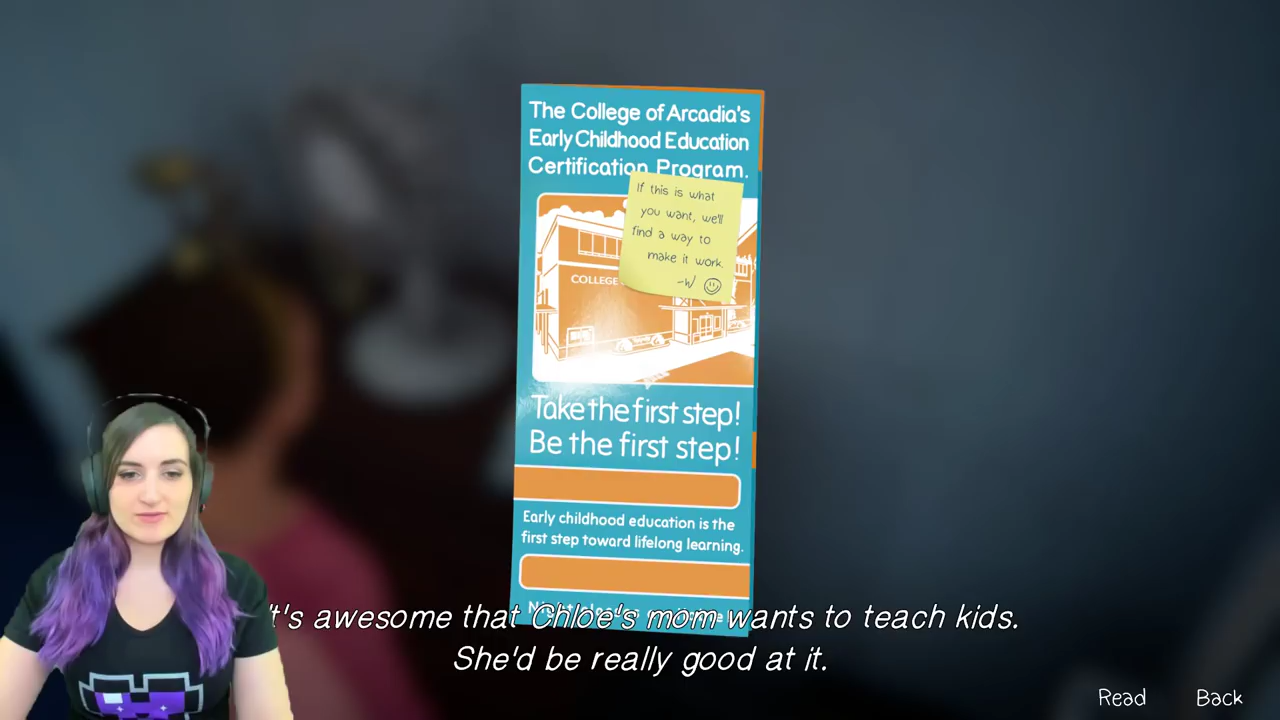 The College of Arcadia's
Early Childhood Education
Certification Program.
If this is what
you want, we'll
find a way to
make it work.
-W
COLLEGE
Take the first step!
Be the first step!
Early childhood education is the
first step toward lifelong learning.
It's awesome that Chloe's mom wants to teach kids.
She'd be really good at it.
Read Back